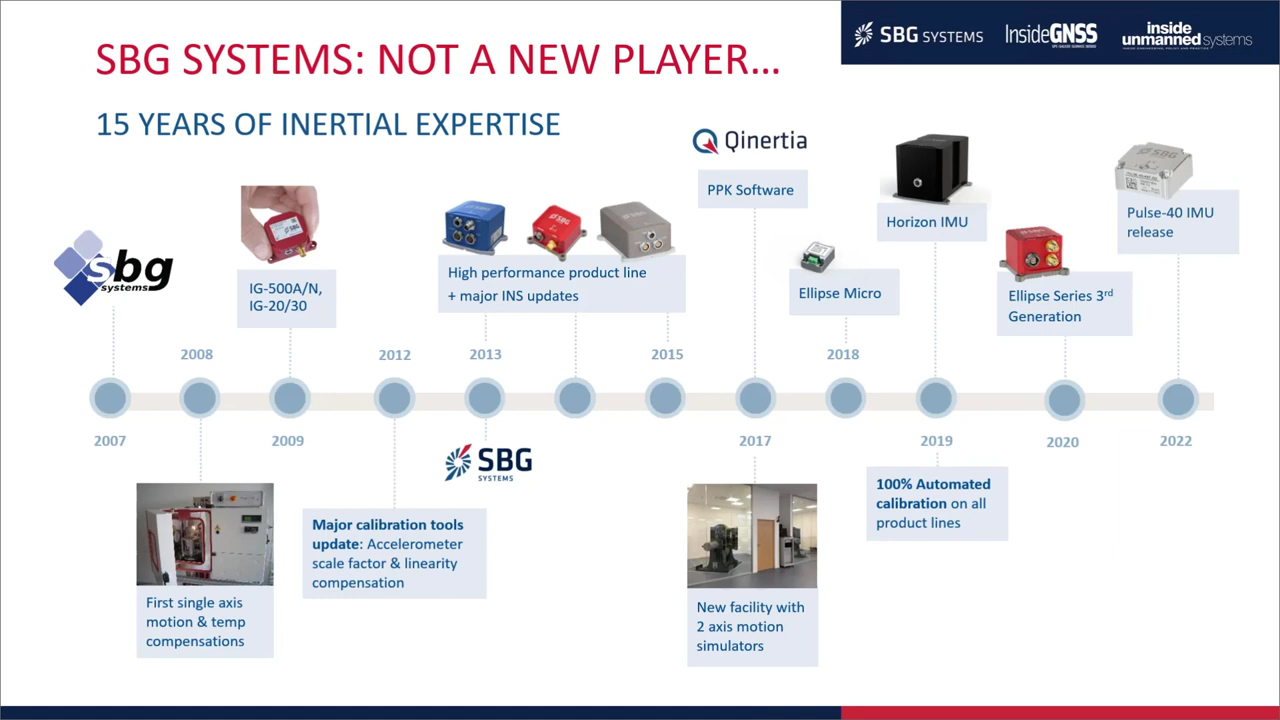 SBG SYSTEMS: NOT A NEW PLAYER...
SBG SYSTEMS
InsideGNSS
inside
unmanned systems
15 YEARS OF INERTIAL EXPERTISE
Qinertia
PPK Software
sbg
systems
IG-500A/N,
IG-20/30
SBG
High performance product line
+ major INS updates
Ellipse Micro
Horizon IMU
Ellipse Series 3rd
Generation
SBG
Pulse-40 IMU
release
2008
2012
2013
2015
2018
2007
2009
2017
2019
2020
2022
SBG
SYSTEMS
First single axis
motion & temp
compensations
Major calibration tools
update: Accelerometer
scale factor & linearity
compensation
New facility with
2 axis motion
simulators
100% Automated
calibration on all
product lines